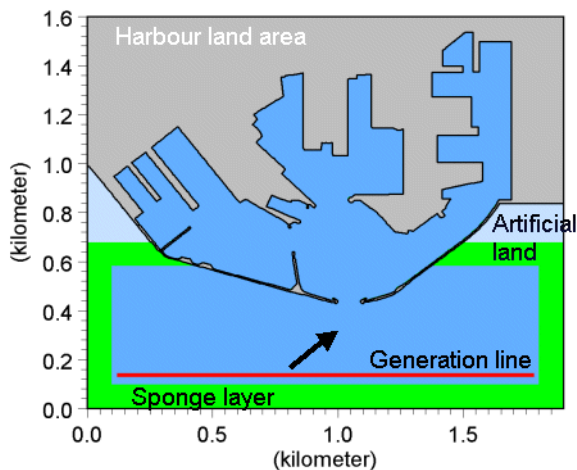 1.6
Harbour land area
1.4
1.2
1.0
0.8
Artificial
land
0.6
0.4
Generation line
0.2
Sponge layer
0.0
0.0 0.5 1.0 1.5
(kilometer)
(kilometer)